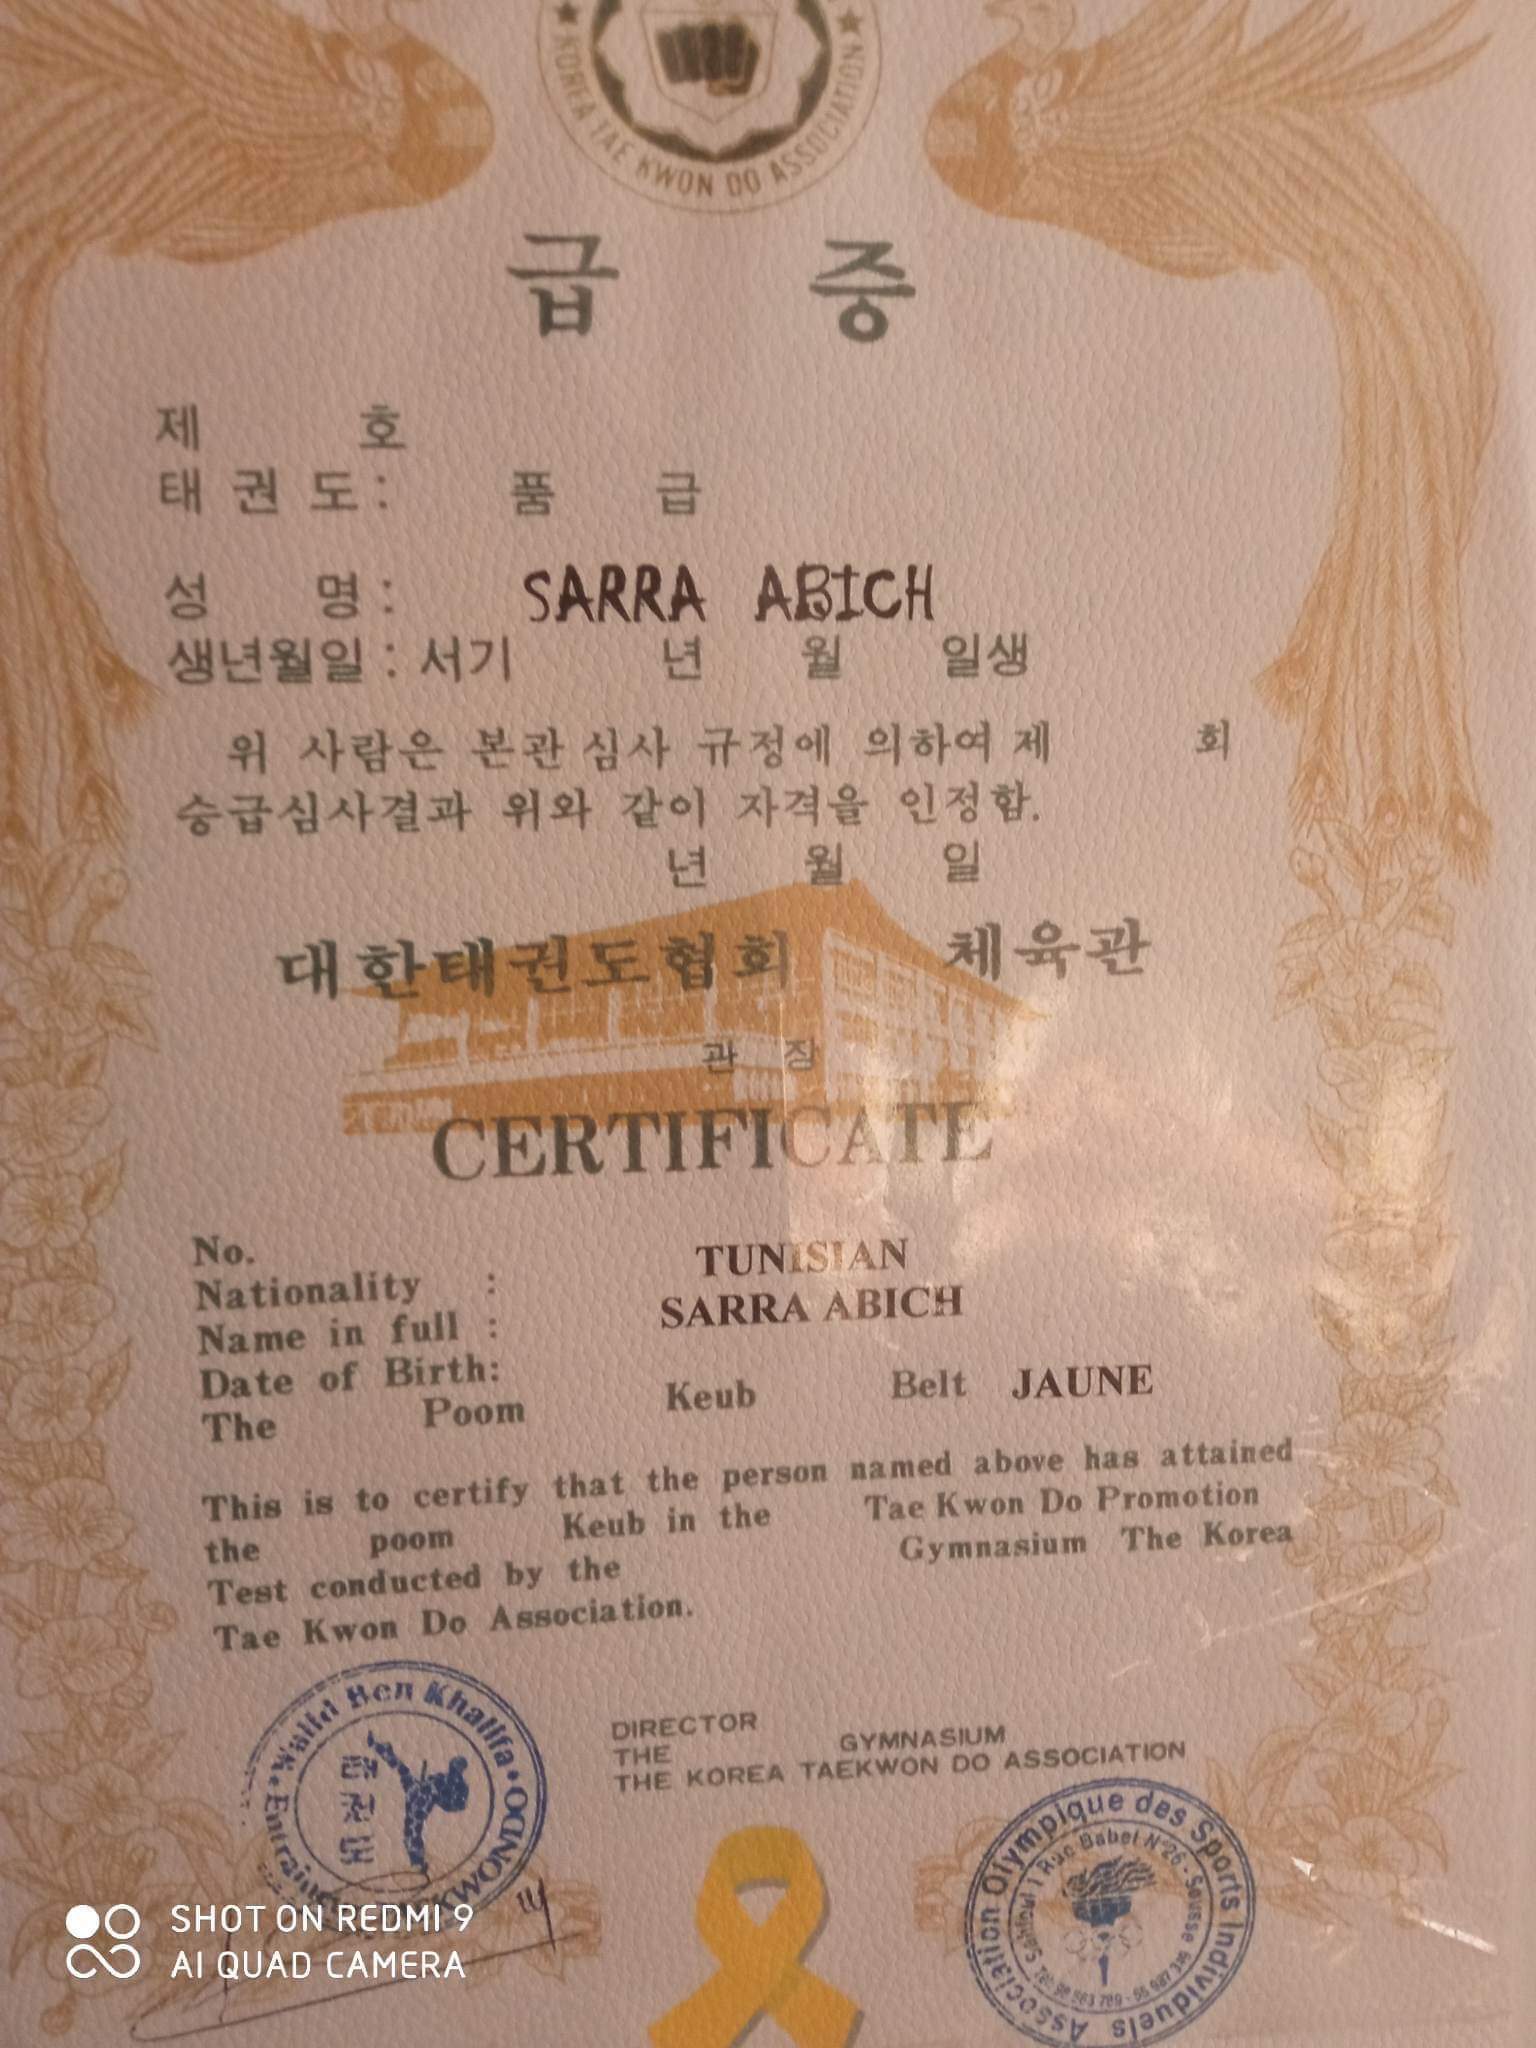 KOREA TAE KWON DO ASSOCIATION
급 증
제 호
태 권 도 : 품 급
성 명 : SARRA ABICH
생년월일 : 서기 년 월 일생
위 사람은 본관 심사 규정에 의하여 제 회
승급심사결과 위와 같이 자격을 인정함.
년 월 일
대한태권도협회 체육관
관 장
CERTIFICATE
No.
Nationality : TUNISIAN
Name in full : SARRA ABICH
Date of Birth:
The Poom Keub Belt JAUNE
This is to certify that the person named above has attained
the poom Keub in the Tae Kwon Do Promotion
Test conducted by the Gymnasium The Korea
Tae Kwon Do Association.
DIRECTOR
THE GYMNASIUM
THE KOREA TAEKWON DO ASSOCIATION
Walid Ben Khalifa
태권도
Association Olympique des Sports Individuels
Rue Babel N°26 - Sousse
SHOT ON REDMI 9
AI QUAD CAMERA